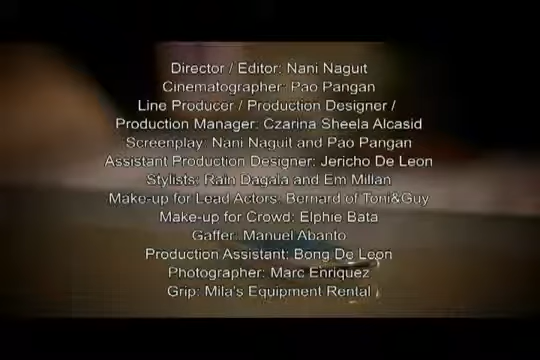 Director / Editor: Nani Naguit
Cinematographer: Pao Pangan
Line Producer / Production Designer /
Production Manager: Czarina Sheela Alcasid
Screenplay: Nani Naguit and Pao Pangan
Assistant Production Designer: Jericho De Leon
Stylists: Rain Dagala and Em Millan
Make-up for Lead Actors: Bernard of Toni&Guy
Make-up for Crowd: Elphie Bata
Gaffer: Manuel Abanto
Production Assistant: Bong De Leon
Photographer: Marc Enriquez
Grip: Mila's Equipment Rental